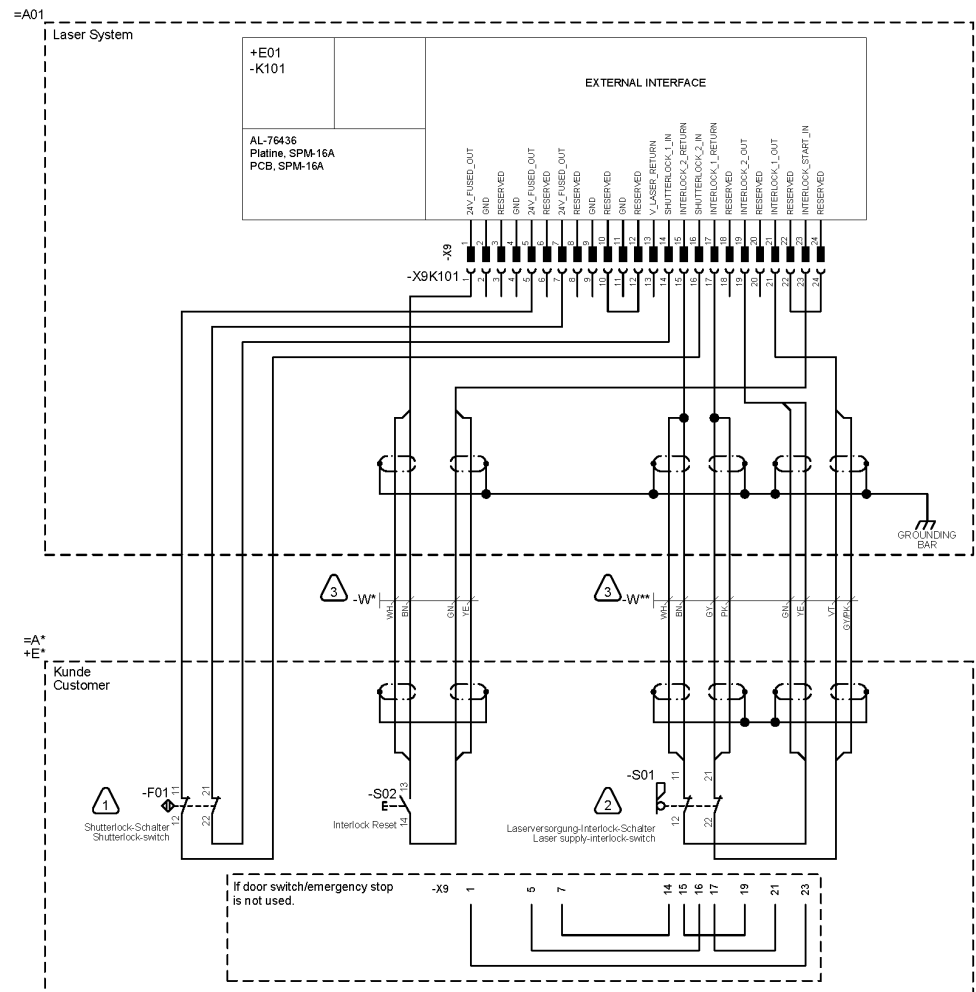 =A01
Laser System
+E01
-K101
EXTERNAL INTERFACE
AL-76436
Platine, SPM-16A
PCB, SPM-16A
24V_FUSED_OUT
GND
RESERVED
GND
24V_FUSED_OUT
RESERVED
24V_FUSED_OUT
RESERVED
GND
RESERVED
GND
RESERVED
V_LASER_RETURN
SHUTTERLOCK_1_IN
INTERLOCK_2_RETURN
SHUTTERLOCK_2_IN
INTERLOCK_1_RETURN
RESERVED
INTERLOCK_2_OUT
RESERVED
INTERLOCK_1_OUT
RESERVED
INTERLOCK_START_IN
RESERVED
-X9
1 2 3 4 5 6 7 8 9 10 11 12 13 14 15 16 17 18 19 20 21 22 23 24
-X9K101
1 2 3 4 5 6 7 8 9 10 11 12 13 14 15 16 17 18 19 20 21 22 23 24
GROUNDING
BAR
3 -W*
WH BN GN YE
3 -W**
WH BN GY PK GN YE VT GY/PK
=A*
+E*
Kunde
Customer
1
-F01
11 21
12 22
Shutterlock-Schalter
Shutterlock-switch
-S02
13
E
14
Interlock Reset
-S01
2
11 21
12 22
Laserversorgung-Interlock-Schalter
Laser supply-interlock-switch
If door switch/emergency stop
is not used.
-X9 1 5 7 14 15 16 17 19 21 23